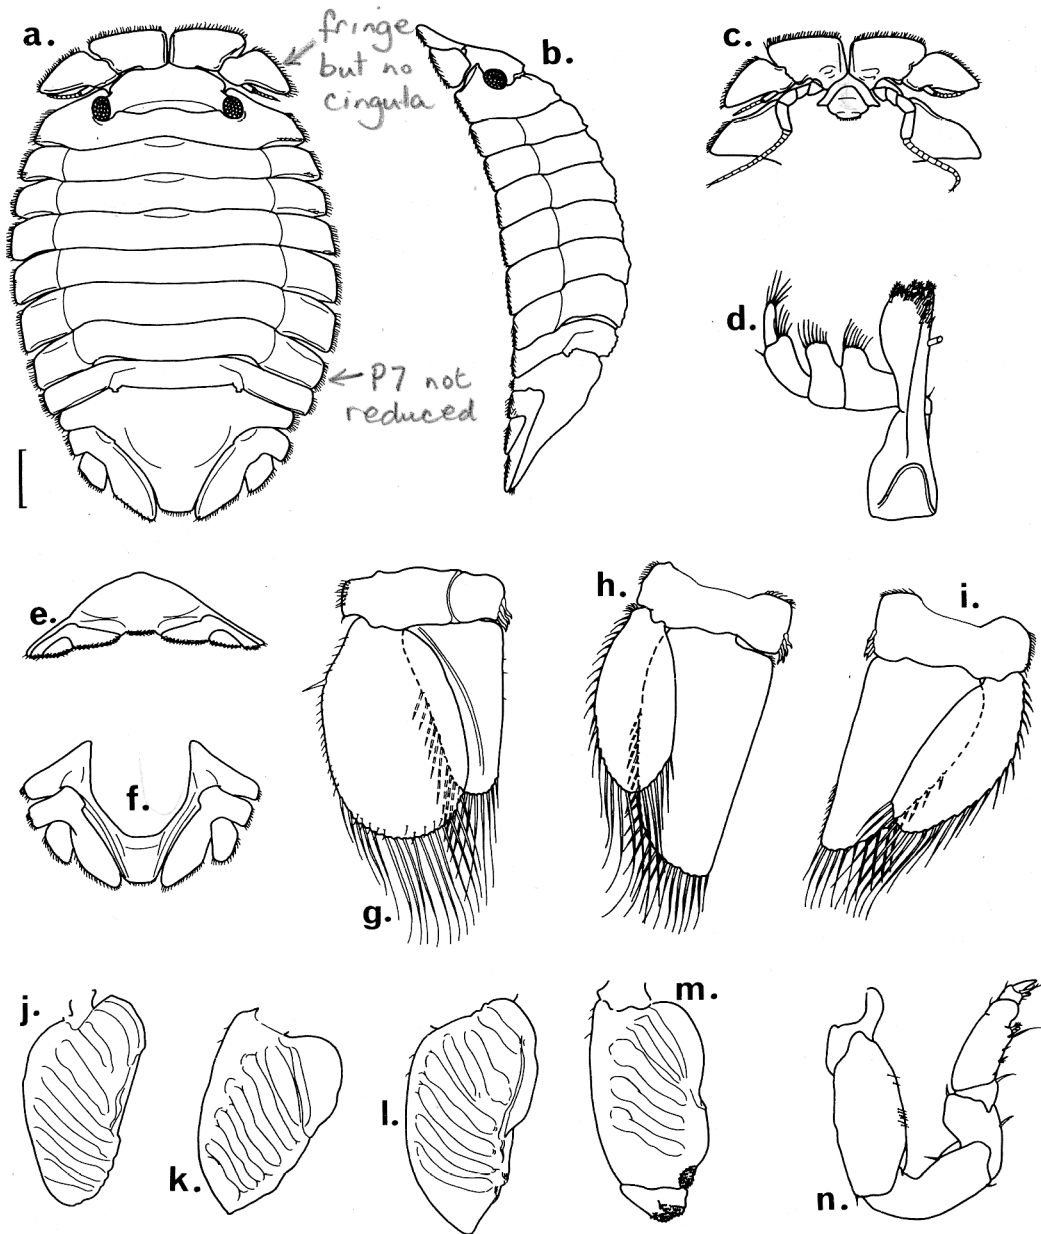 a.
fringe
but no
cingula
b.
c.
d.
P7 not
reduced
e.
f.
g.
h.
i.
j.
k.
l.
m.
n.